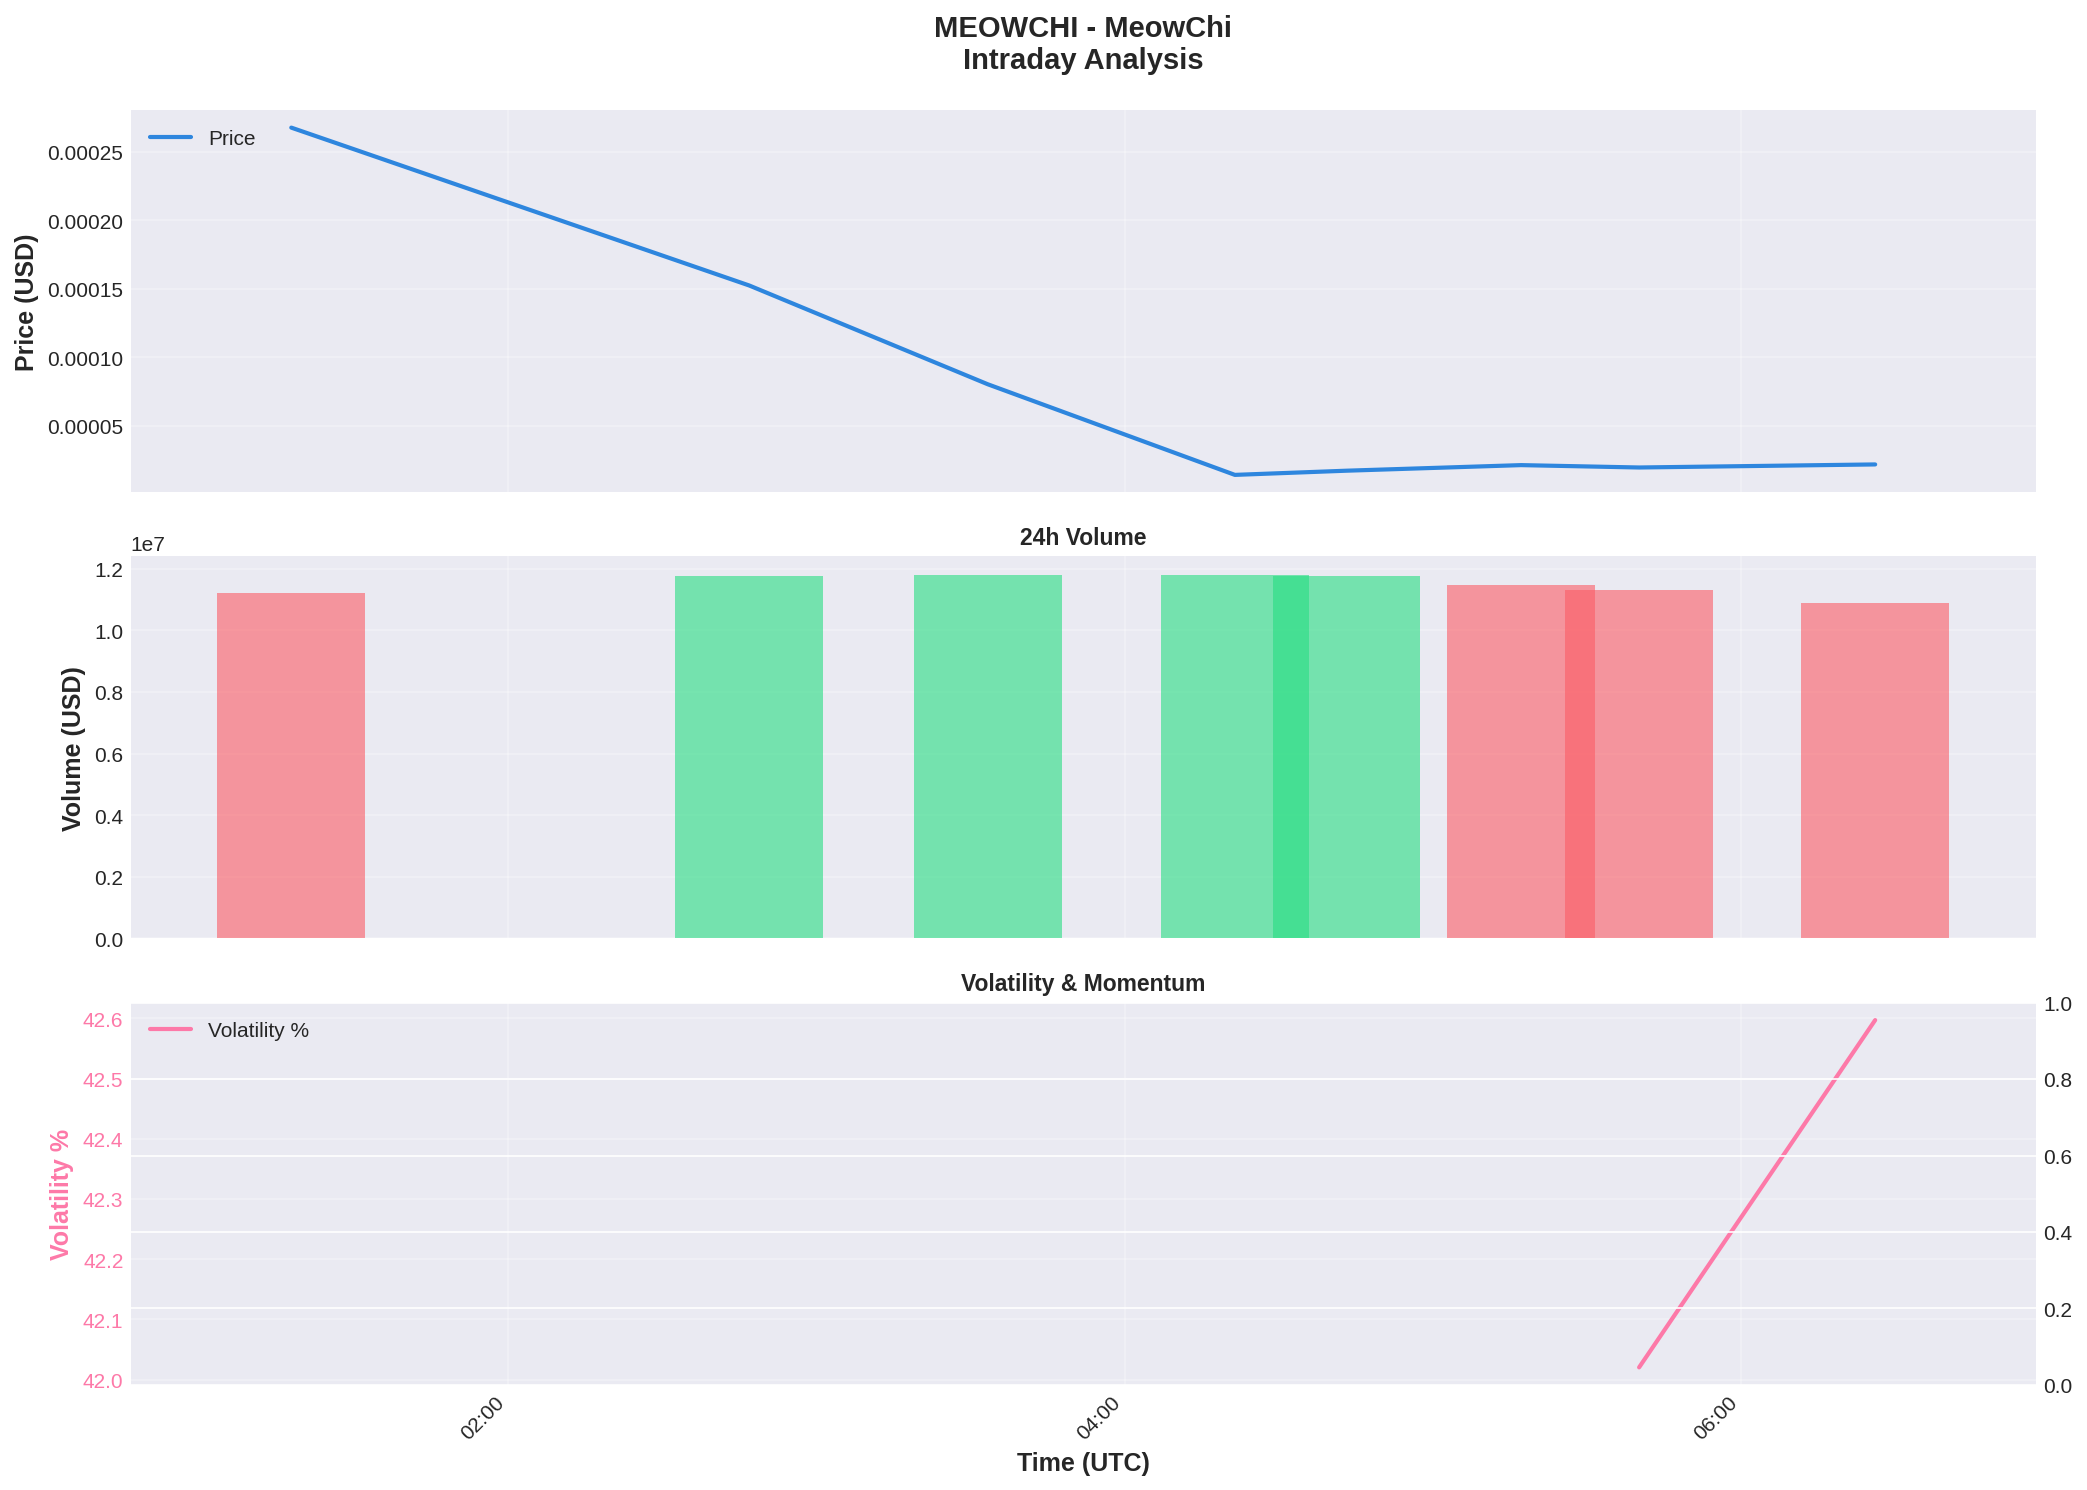 MEOWCHI - MeowChi
Intraday Analysis
Price
0.00025
0.00020
0.00015
0.00010
0.00005
Price (USD)
24h Volume
1e7
1.2
1.0
0.8
0.6
0.4
0.2
0.0
Volume (USD)
Volatility & Momentum
Volatility %
42.6
42.5
42.4
42.3
42.2
42.1
42.0
Volatility %
1.0
0.8
0.6
0.4
0.2
0.0
02:00
04:00
06:00
Time (UTC)